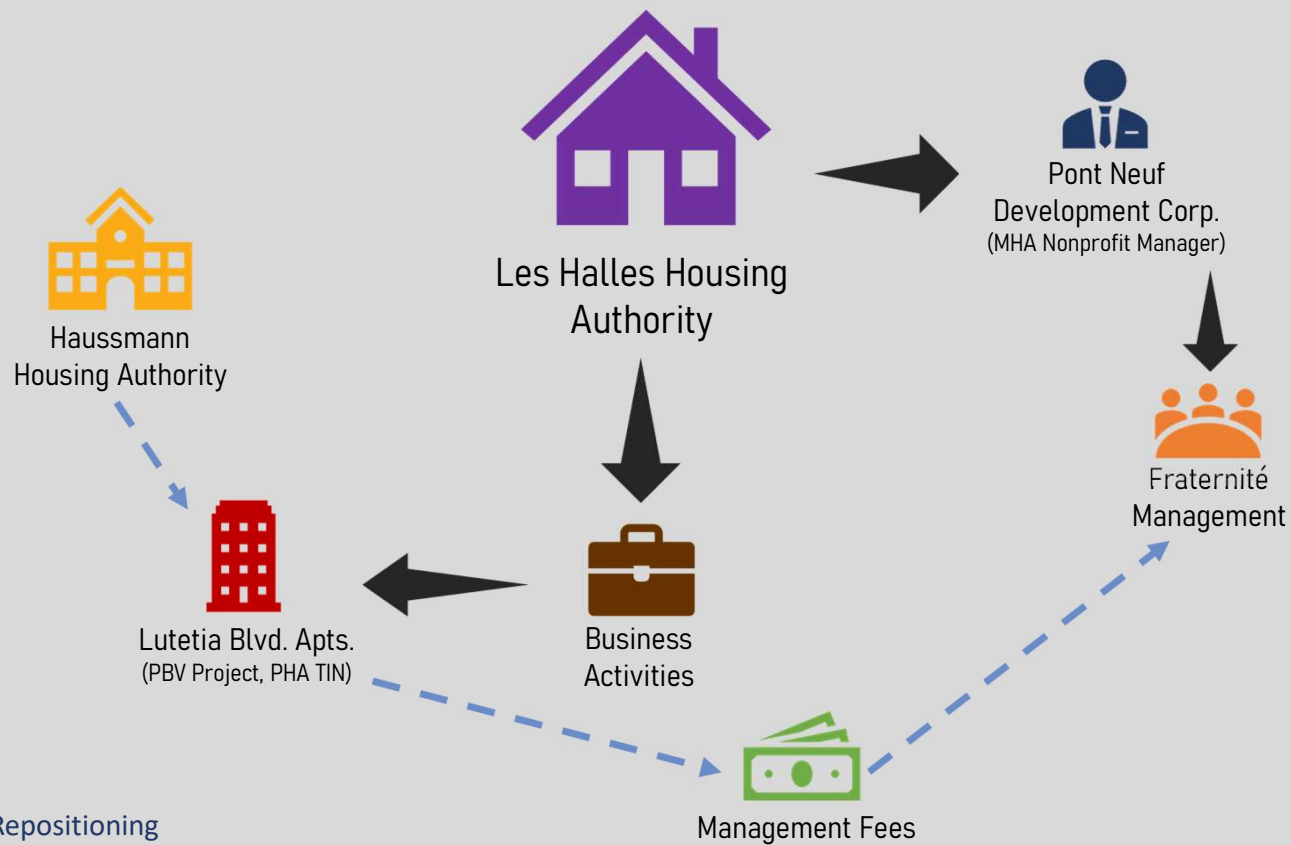 Les Halles Housing
Authority
Pont Neuf
Development Corp.
(MHA Nonprofit Manager)
Haussmann
Housing Authority
Fraternité
Management
Lutetia Blvd. Apts.
(PBV Project, PHA TIN)
Business
Activities
Management Fees
Repositioning